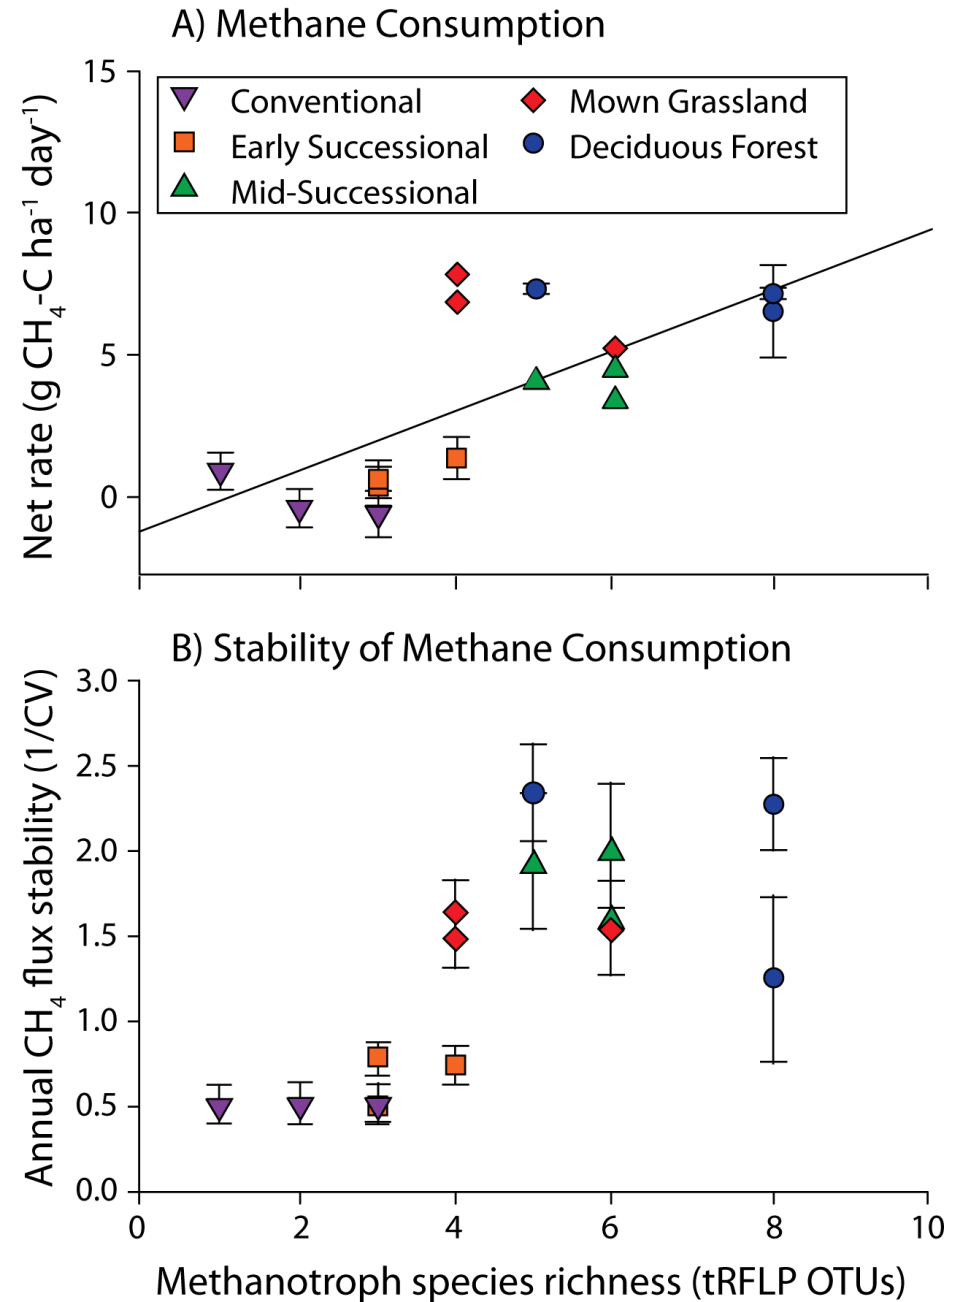 A) Methane Consumption
Net rate (g CH₄-C ha⁻¹ day⁻¹)
15
10
5
0
Conventional
Early Successional
Mid-Successional
Mown Grassland
Deciduous Forest
B) Stability of Methane Consumption
Annual CH₄ flux stability (1/CV)
3.0
2.5
2.0
1.5
1.0
0.5
0.0
0 2 4 6 8 10
Methanotroph species richness (tRFLP OTUs)